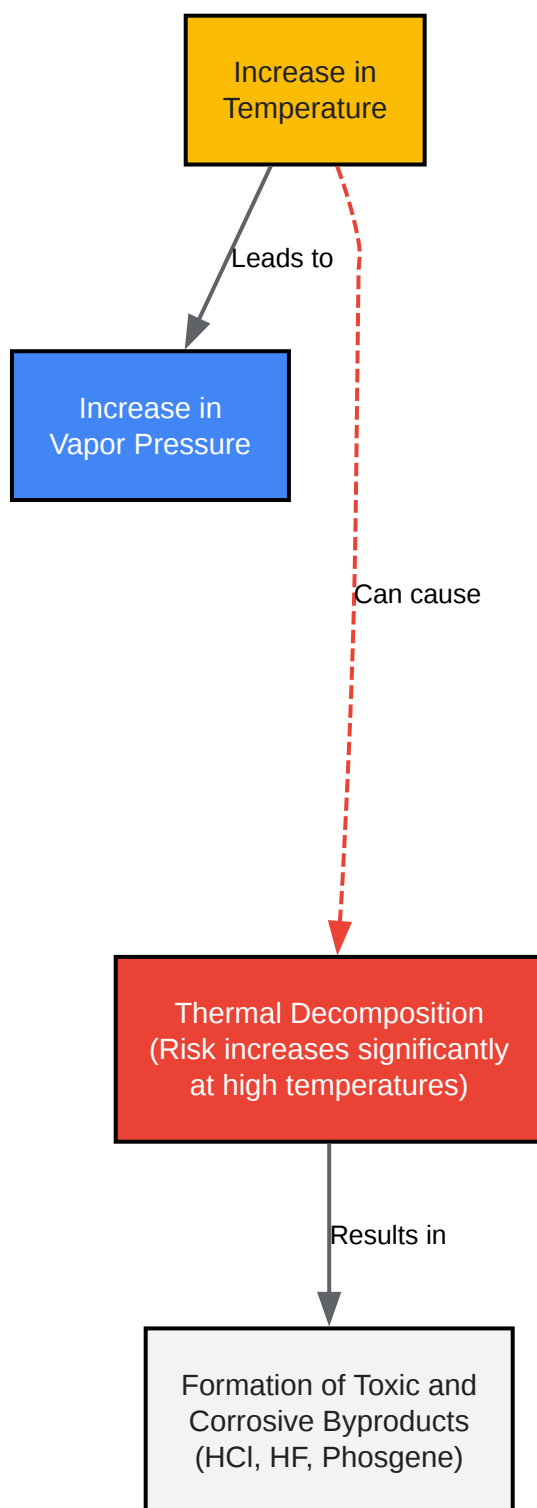 Increase in
Temperature
Leads to
Increase in
Vapor Pressure
Can cause
Thermal Decomposition
(Risk increases significantly
at high temperatures)
Results in
Formation of Toxic and
Corrosive Byproducts
(HCl, HF, Phosgene)